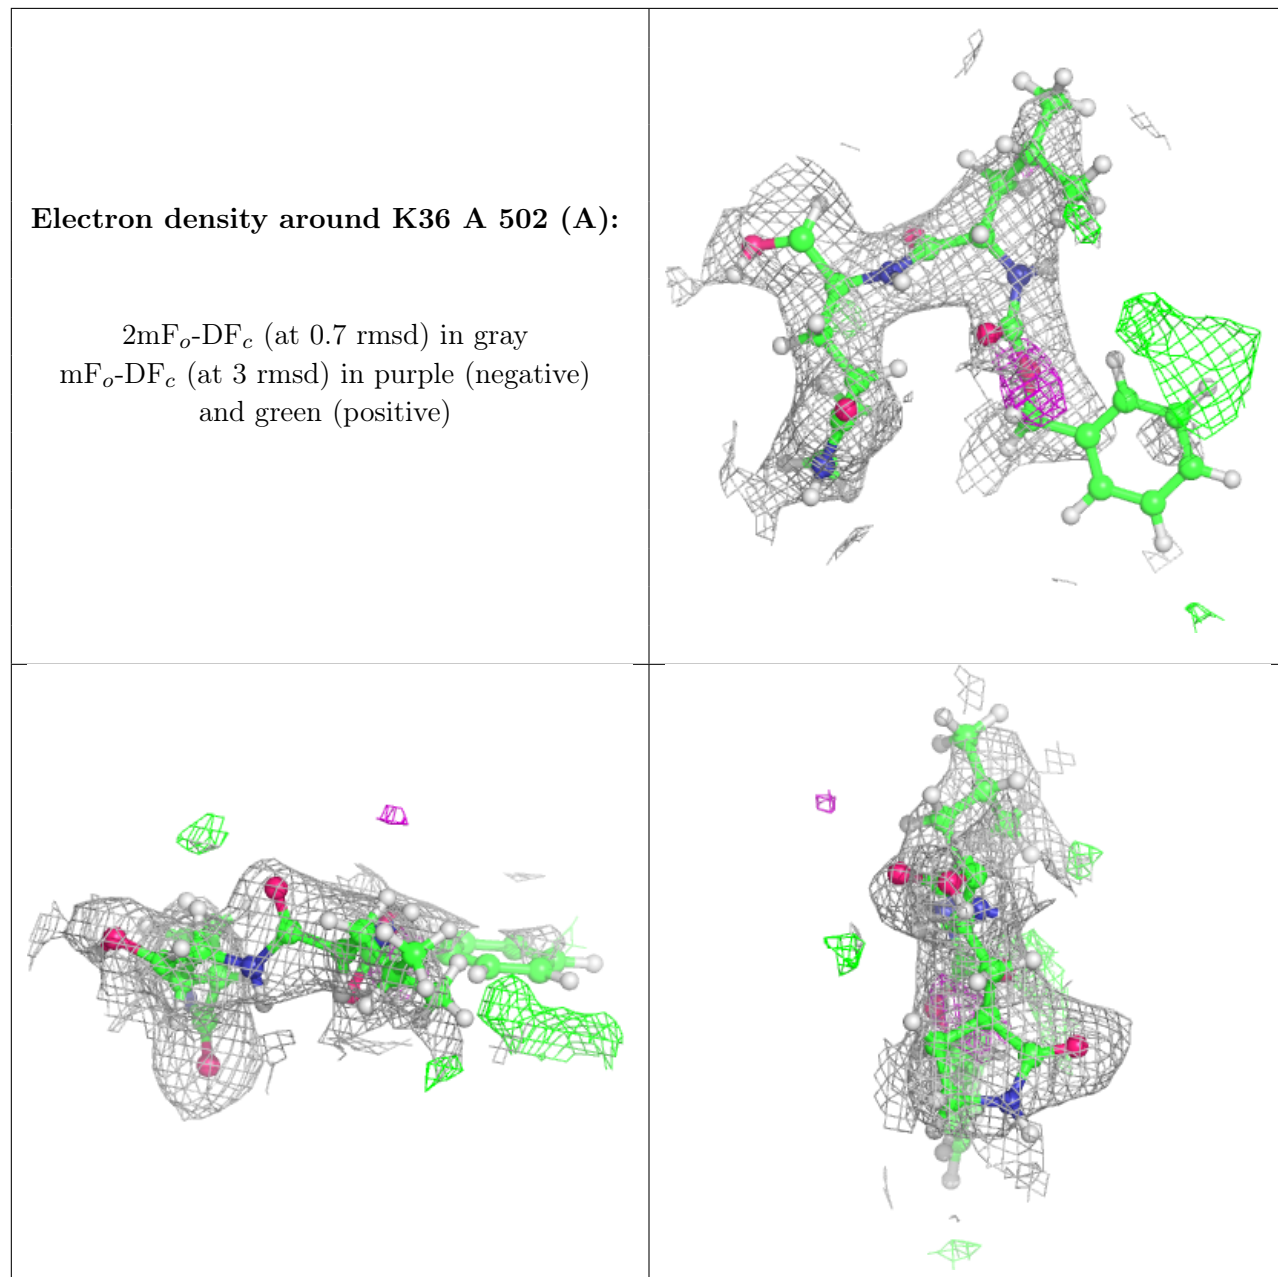 Electron density around K36 A 502 (A):
2mFₒ-DF𝒸 (at 0.7 rmsd) in gray
mFₒ-DF𝒸 (at 3 rmsd) in purple (negative)
and green (positive)